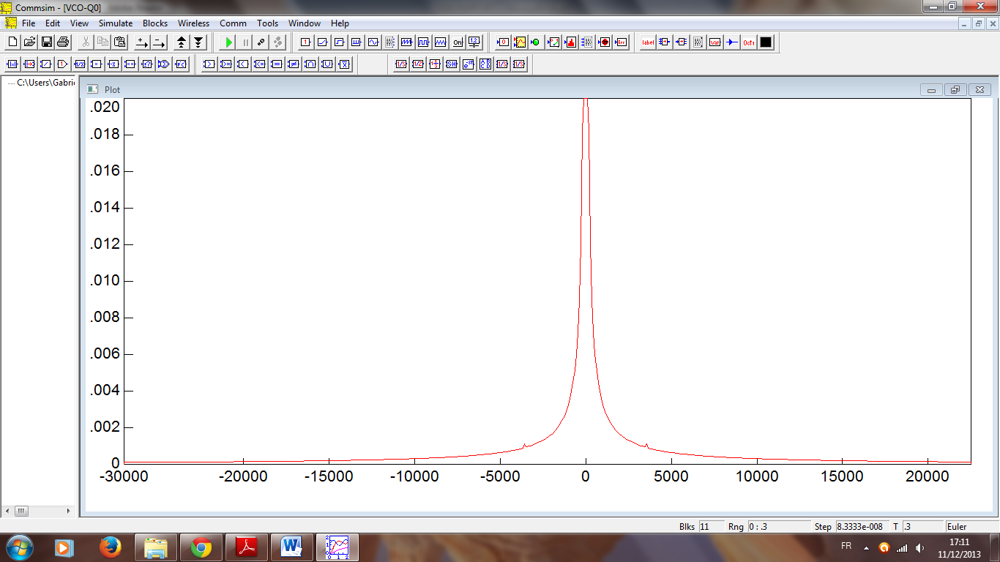 Commsim - [VCO-Q0]
File Edit View Simulate Blocks Wireless Comm Tools Window Help
C:\Users\Gabrie
Plot
.020
.018
.016
.014
.012
.010
.008
.006
.004
.002
0
-30000 -20000 -15000 -10000 -5000 0 5000 10000 15000 20000
Blks 11 Rng 0 : .3 Step 8.3333e-008 T .3 Euler
FR 17:11
11/12/2013